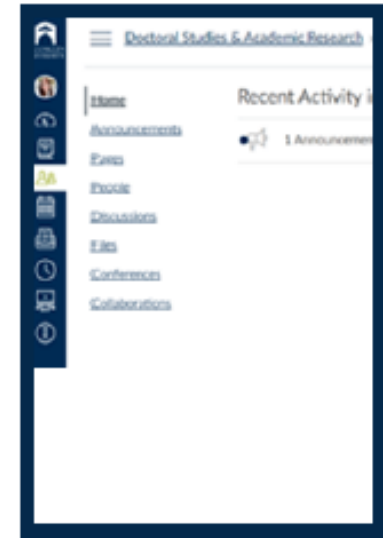 Doctoral Studies & Academic Research
Home
Recent Activity i
Announcements
1 Announcemen
Pages
People
Discussions
Files
Conferences
Collaborations